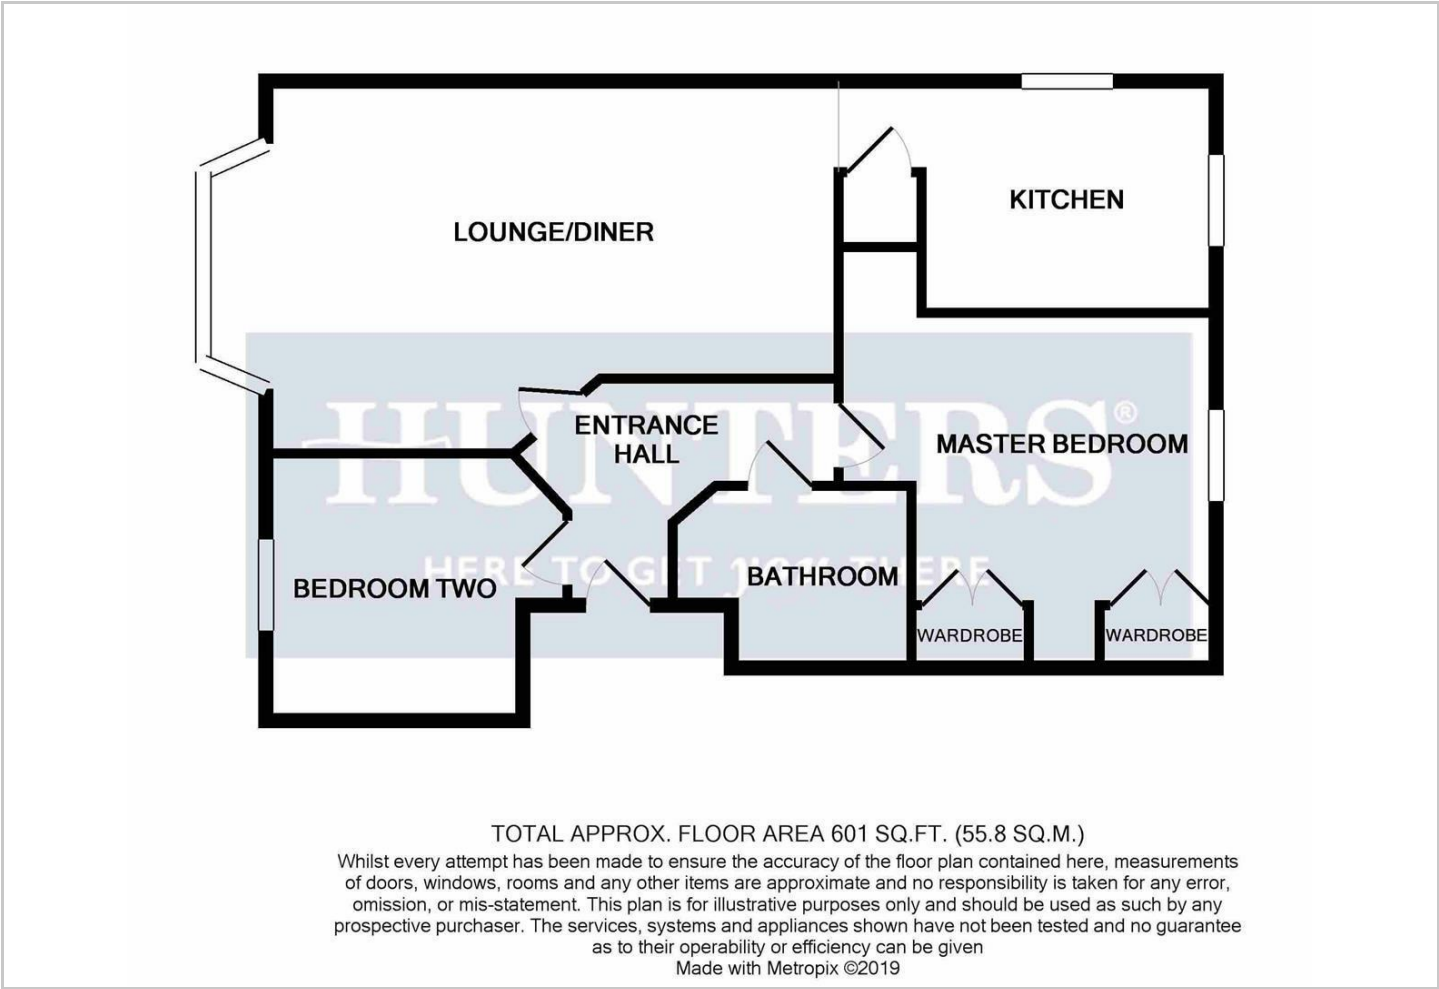 KITCHEN
LOUNGE/DINER
HUNTERS®
ENTRANCE
HALL
MASTER BEDROOM
HERE TO GET you THERE
BEDROOM TWO
BATHROOM
WARDROBE
WARDROBE
TOTAL APPROX. FLOOR AREA 601 SQ.FT. (55.8 SQ.M.)
Whilst every attempt has been made to ensure the accuracy of the floor plan contained here, measurements
of doors, windows, rooms and any other items are approximate and no responsibility is taken for any error,
omission, or mis-statement. This plan is for illustrative purposes only and should be used as such by any
prospective purchaser. The services, systems and appliances shown have not been tested and no guarantee
as to their operability or efficiency can be given
Made with Metropix ©2019